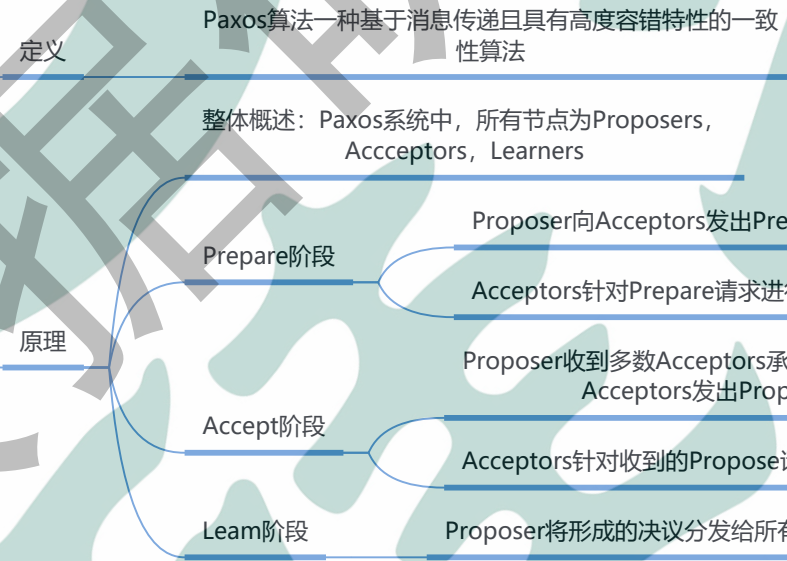 定义
Paxos算法一种基于消息传递且具有高度容错特性的一致
性算法
整体概述：Paxos系统中，所有节点为Proposers，
Accceptors，Learners
Prepare阶段
Proposer向Acceptors发出Pre
Acceptors针对Prepare请求进
原理
Proposer收到多数Acceptors承
Acceptors发出Prop
Accept阶段
Acceptors针对收到的Propose
Leam阶段
Proposer将形成的决议分发给所有